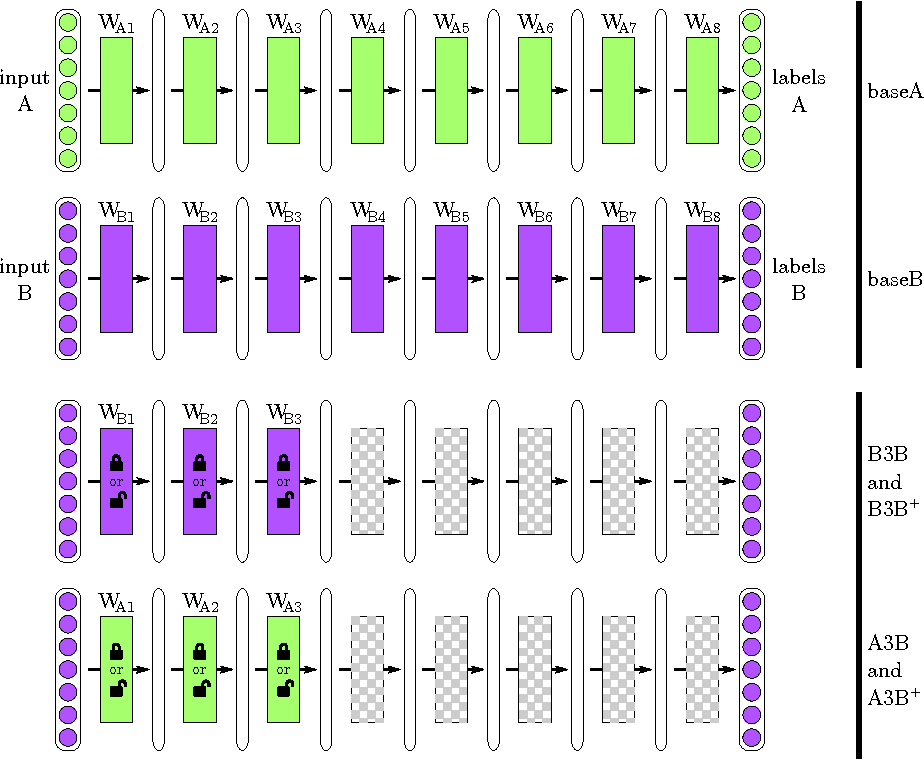 W_A1 W_A2 W_A3 W_A4 W_A5 W_A6 W_A7 W_A8
input
A
labels
A
baseA
W_B1 W_B2 W_B3 W_B4 W_B5 W_B6 W_B7 W_B8
input
B
labels
B
baseB
W_B1 W_B2 W_B3
or or or
B3B
and
B3B⁺
W_A1 W_A2 W_A3
or or or
A3B
and
A3B⁺